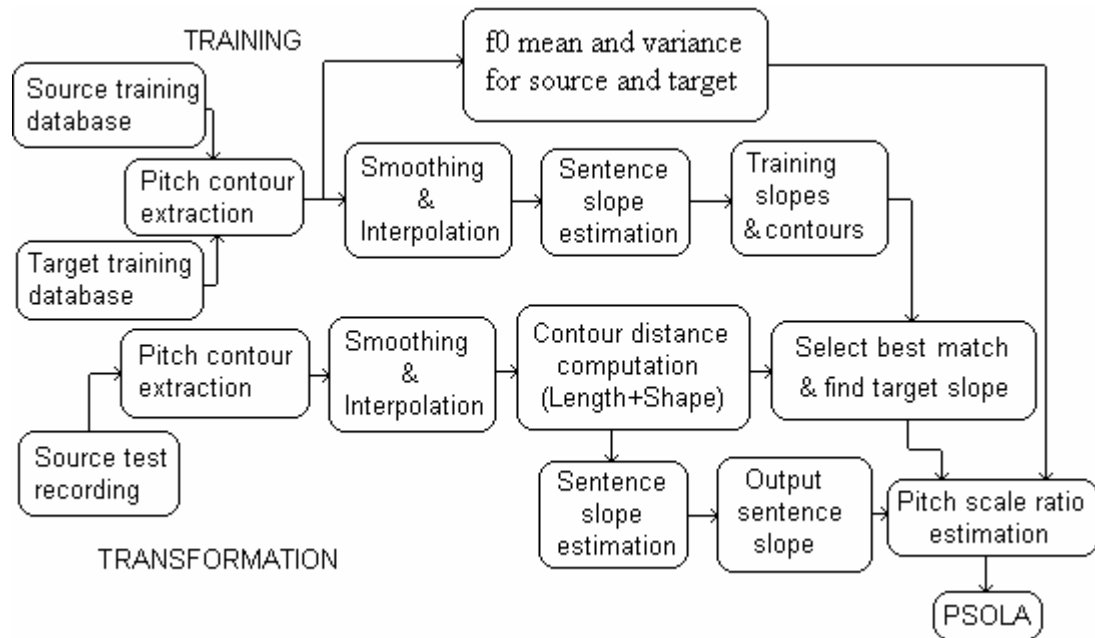 TRAINING
f0 mean and variance
for source and target
Source training
database
Pitch contour
extraction
Smoothing
&
Interpolation
Sentence
slope
estimation
Training
slopes
& contours
Target training
database
Pitch contour
extraction
Smoothing
&
Interpolation
Contour distance
computation
(Length+Shape)
Select best match
& find target slope
Source test
recording
Sentence
slope
estimation
Output
sentence
slope
Pitch scale ratio
estimation
TRANSFORMATION
PSOLA